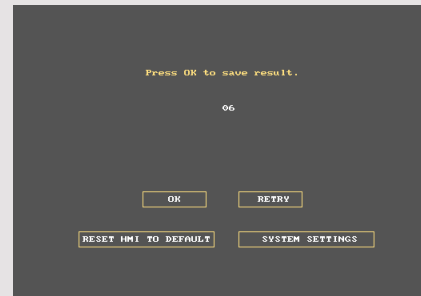 Press OK to save result.
06
OK RETRY
RESET HMI TO DEFAULT SYSTEM SETTINGS